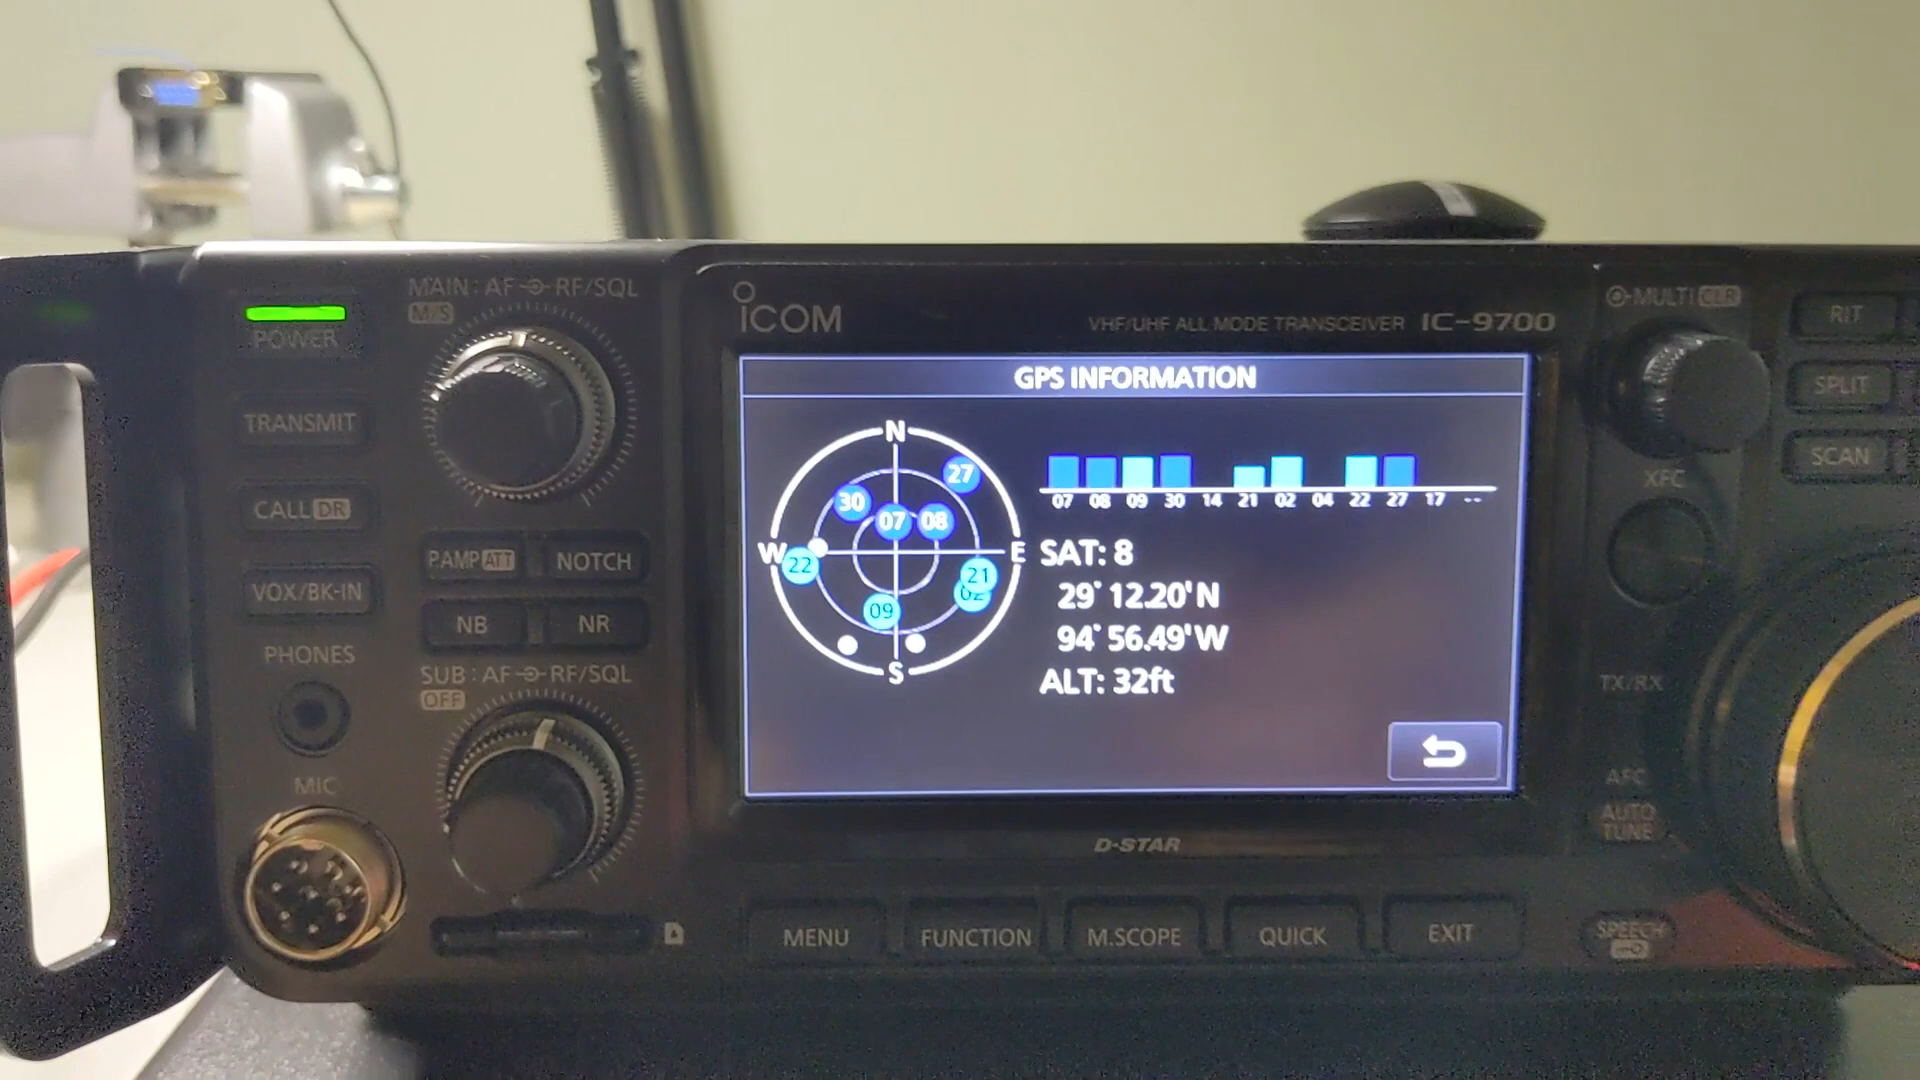 POWER
TRANSMIT
CALL DR
VOX/BK-IN
PHONES
MIC
MAIN : AF RF/SQL
M/S
P.AMP ATT
NOTCH
NB
NR
SUB : AF RF/SQL
OFF
ICOM
VHF/UHF ALL MODE TRANSCEIVER IC-9700
GPS INFORMATION
N
27
30
07
08
W
22
E
21
02
09
S
07 08 09 30 14 21 02 04 22 27 17 --
SAT: 8
29° 12.20' N
94° 56.49' W
ALT: 32ft
D-STAR
MENU
FUNCTION
M.SCOPE
QUICK
EXIT
MULTI CLR
RIT
SPLIT
SCAN
XFC
TX/RX
AFC
AUTO
TUNE
SPEECH